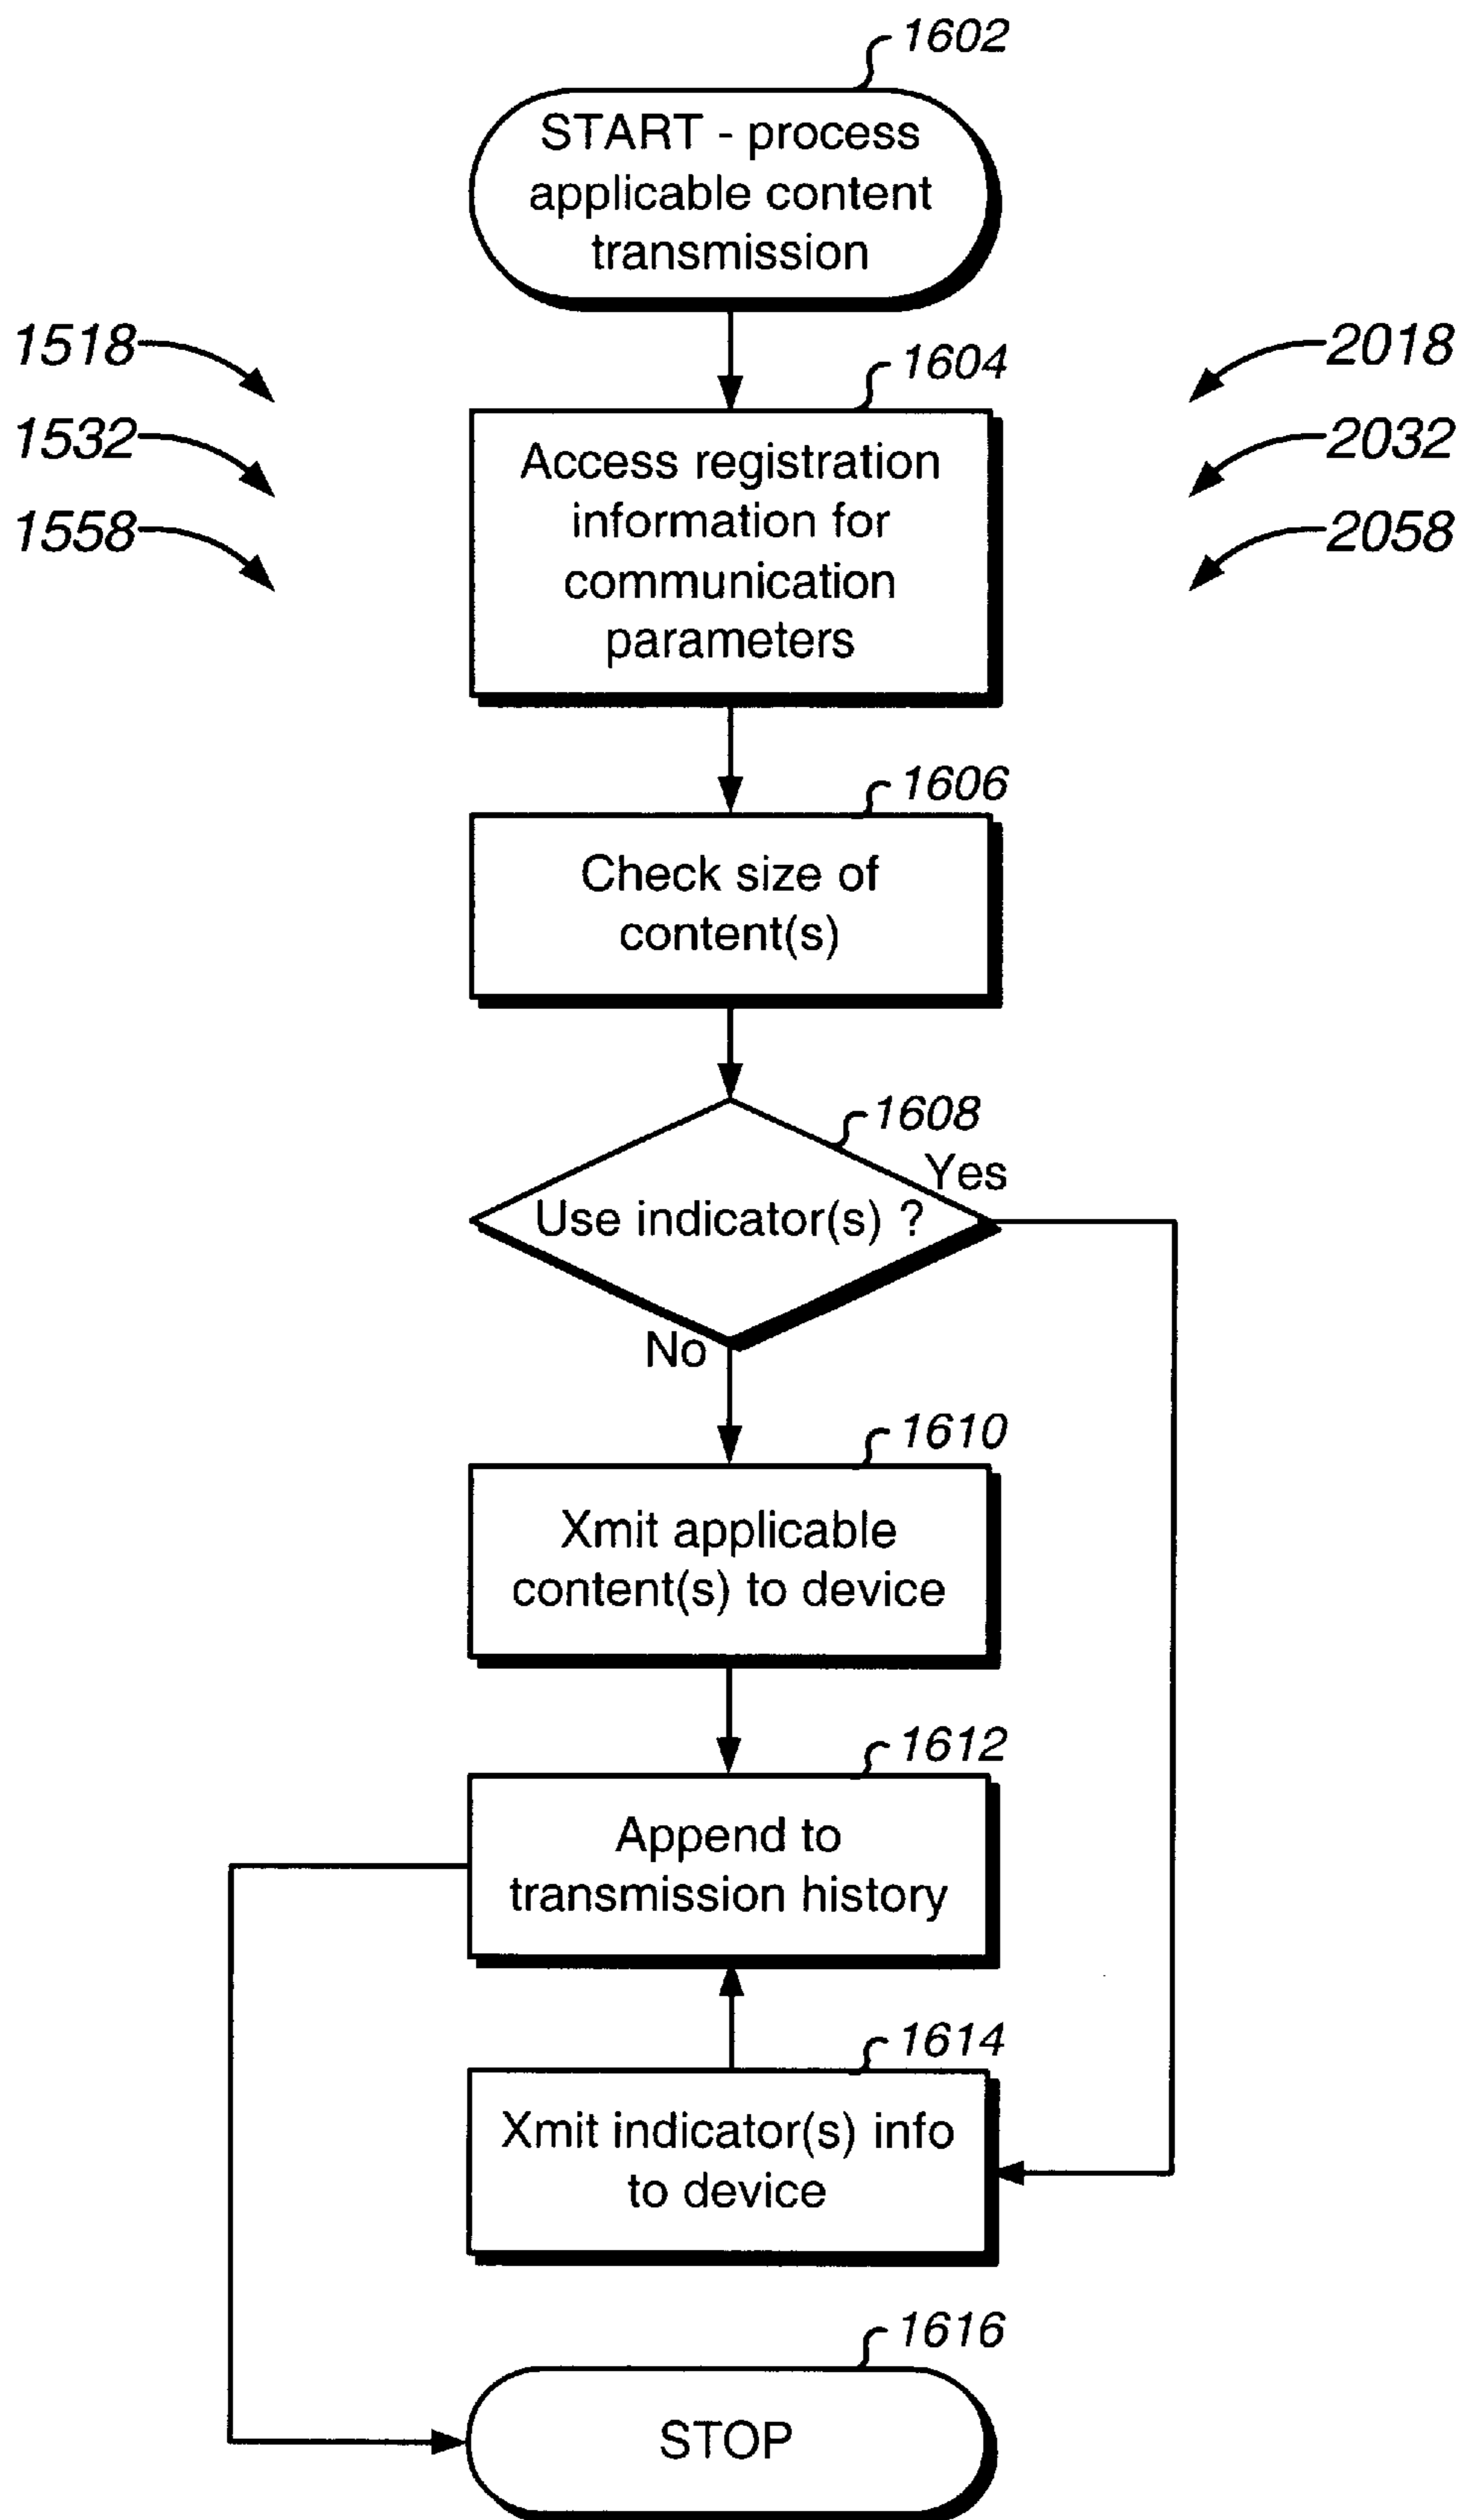 1602
START - process
applicable content
transmission
1518
1532
1558
2018
2032
2058
1604
Access registration
information for
communication
parameters
1606
Check size of
content(s)
1608
Yes
Use indicator(s) ?
No
1610
Xmit applicable
content(s) to device
1612
Append to
transmission history
1614
Xmit indicator(s) info
to device
1616
STOP